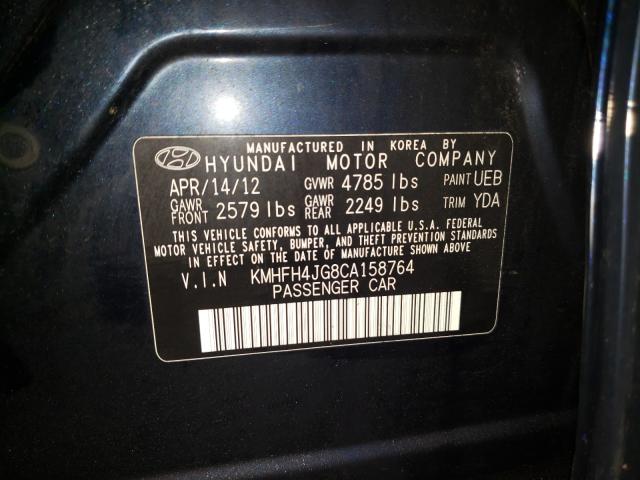 MANUFACTURED IN KOREA BY
HYUNDAI MOTOR COMPANY
APR/14/12 GVWR 4785 lbs PAINT UEB
GAWR FRONT 2579 lbs GAWR REAR 2249 lbs TRIM YDA
THIS VEHICLE CONFORMS TO ALL APPLICABLE U.S.A. FEDERAL
MOTOR VEHICLE SAFETY, BUMPER, AND THEFT PREVENTION STANDARDS
IN EFFECT ON THE DATE OF MANUFACTURE SHOWN ABOVE.
V.I.N KMHFH4JG8CA158764
PASSENGER CAR